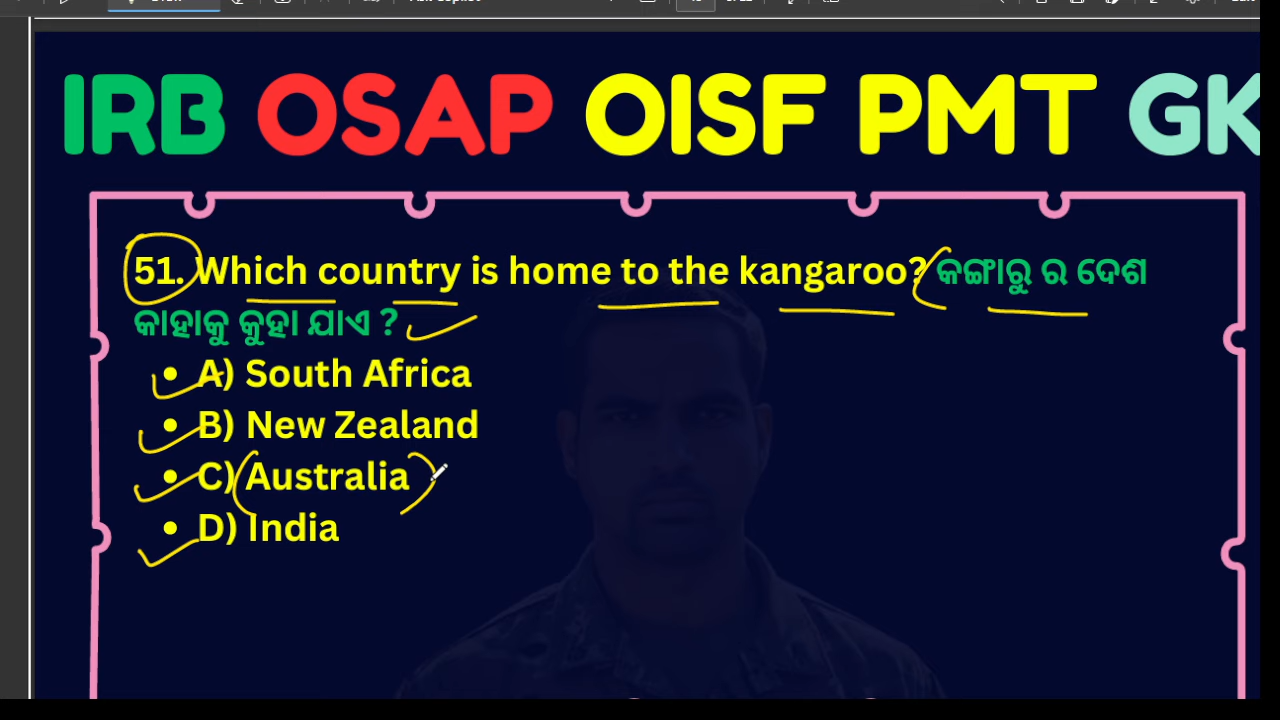 IRB OSAP OISF PMT GK
51. Which country is home to the kangaroo? କଙ୍ଗାରୁ ର ଦେଶ
କାହାକୁ କୁହା ଯାଏ ?
• A) South Africa
• B) New Zealand
• C) Australia
• D) India